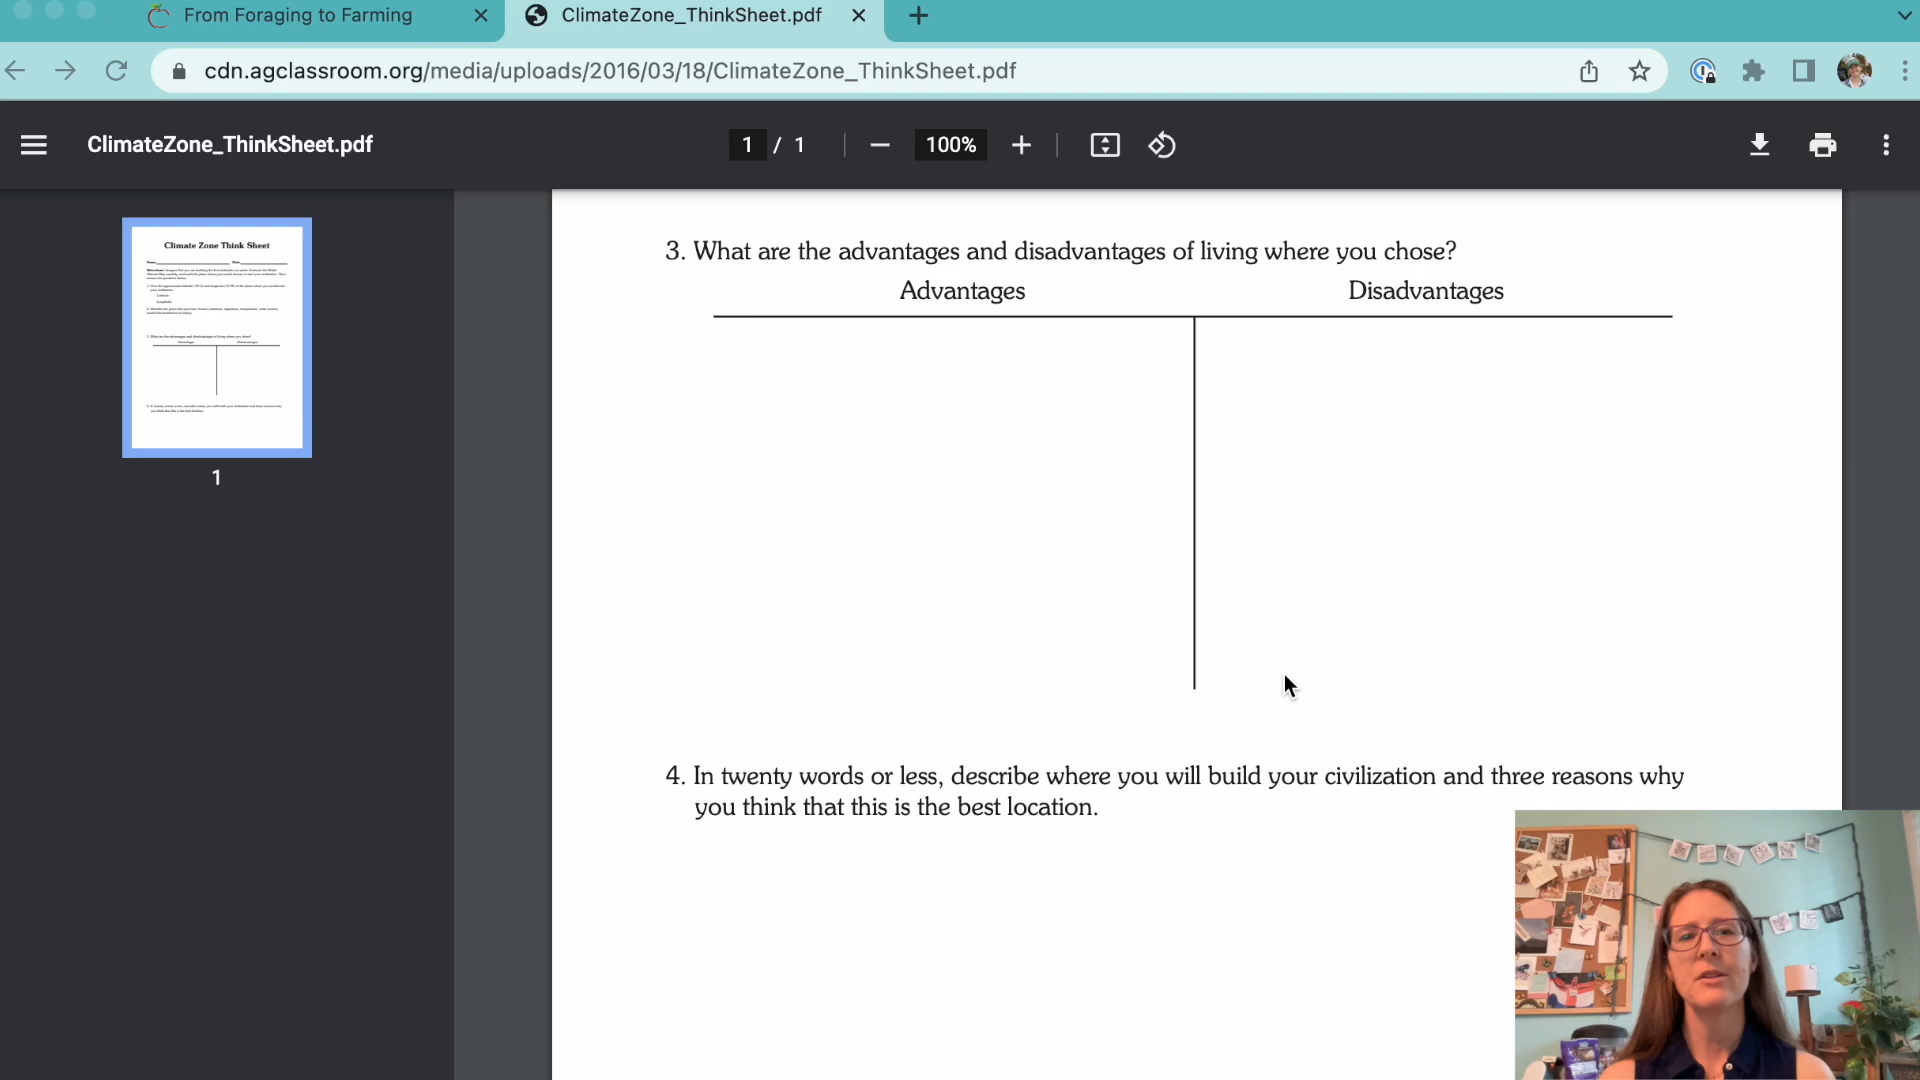 From Foraging to Farming
ClimateZone_ThinkSheet.pdf
cdn.agclassroom.org/media/uploads/2016/03/18/ClimateZone_ThinkSheet.pdf
ClimateZone_ThinkSheet.pdf
1 / 1
100%
Climate Zone Think Sheet
1
3. What are the advantages and disadvantages of living where you chose?
Advantages
Disadvantages
4. In twenty words or less, describe where you will build your civilization and three reasons why
you think that this is the best location.